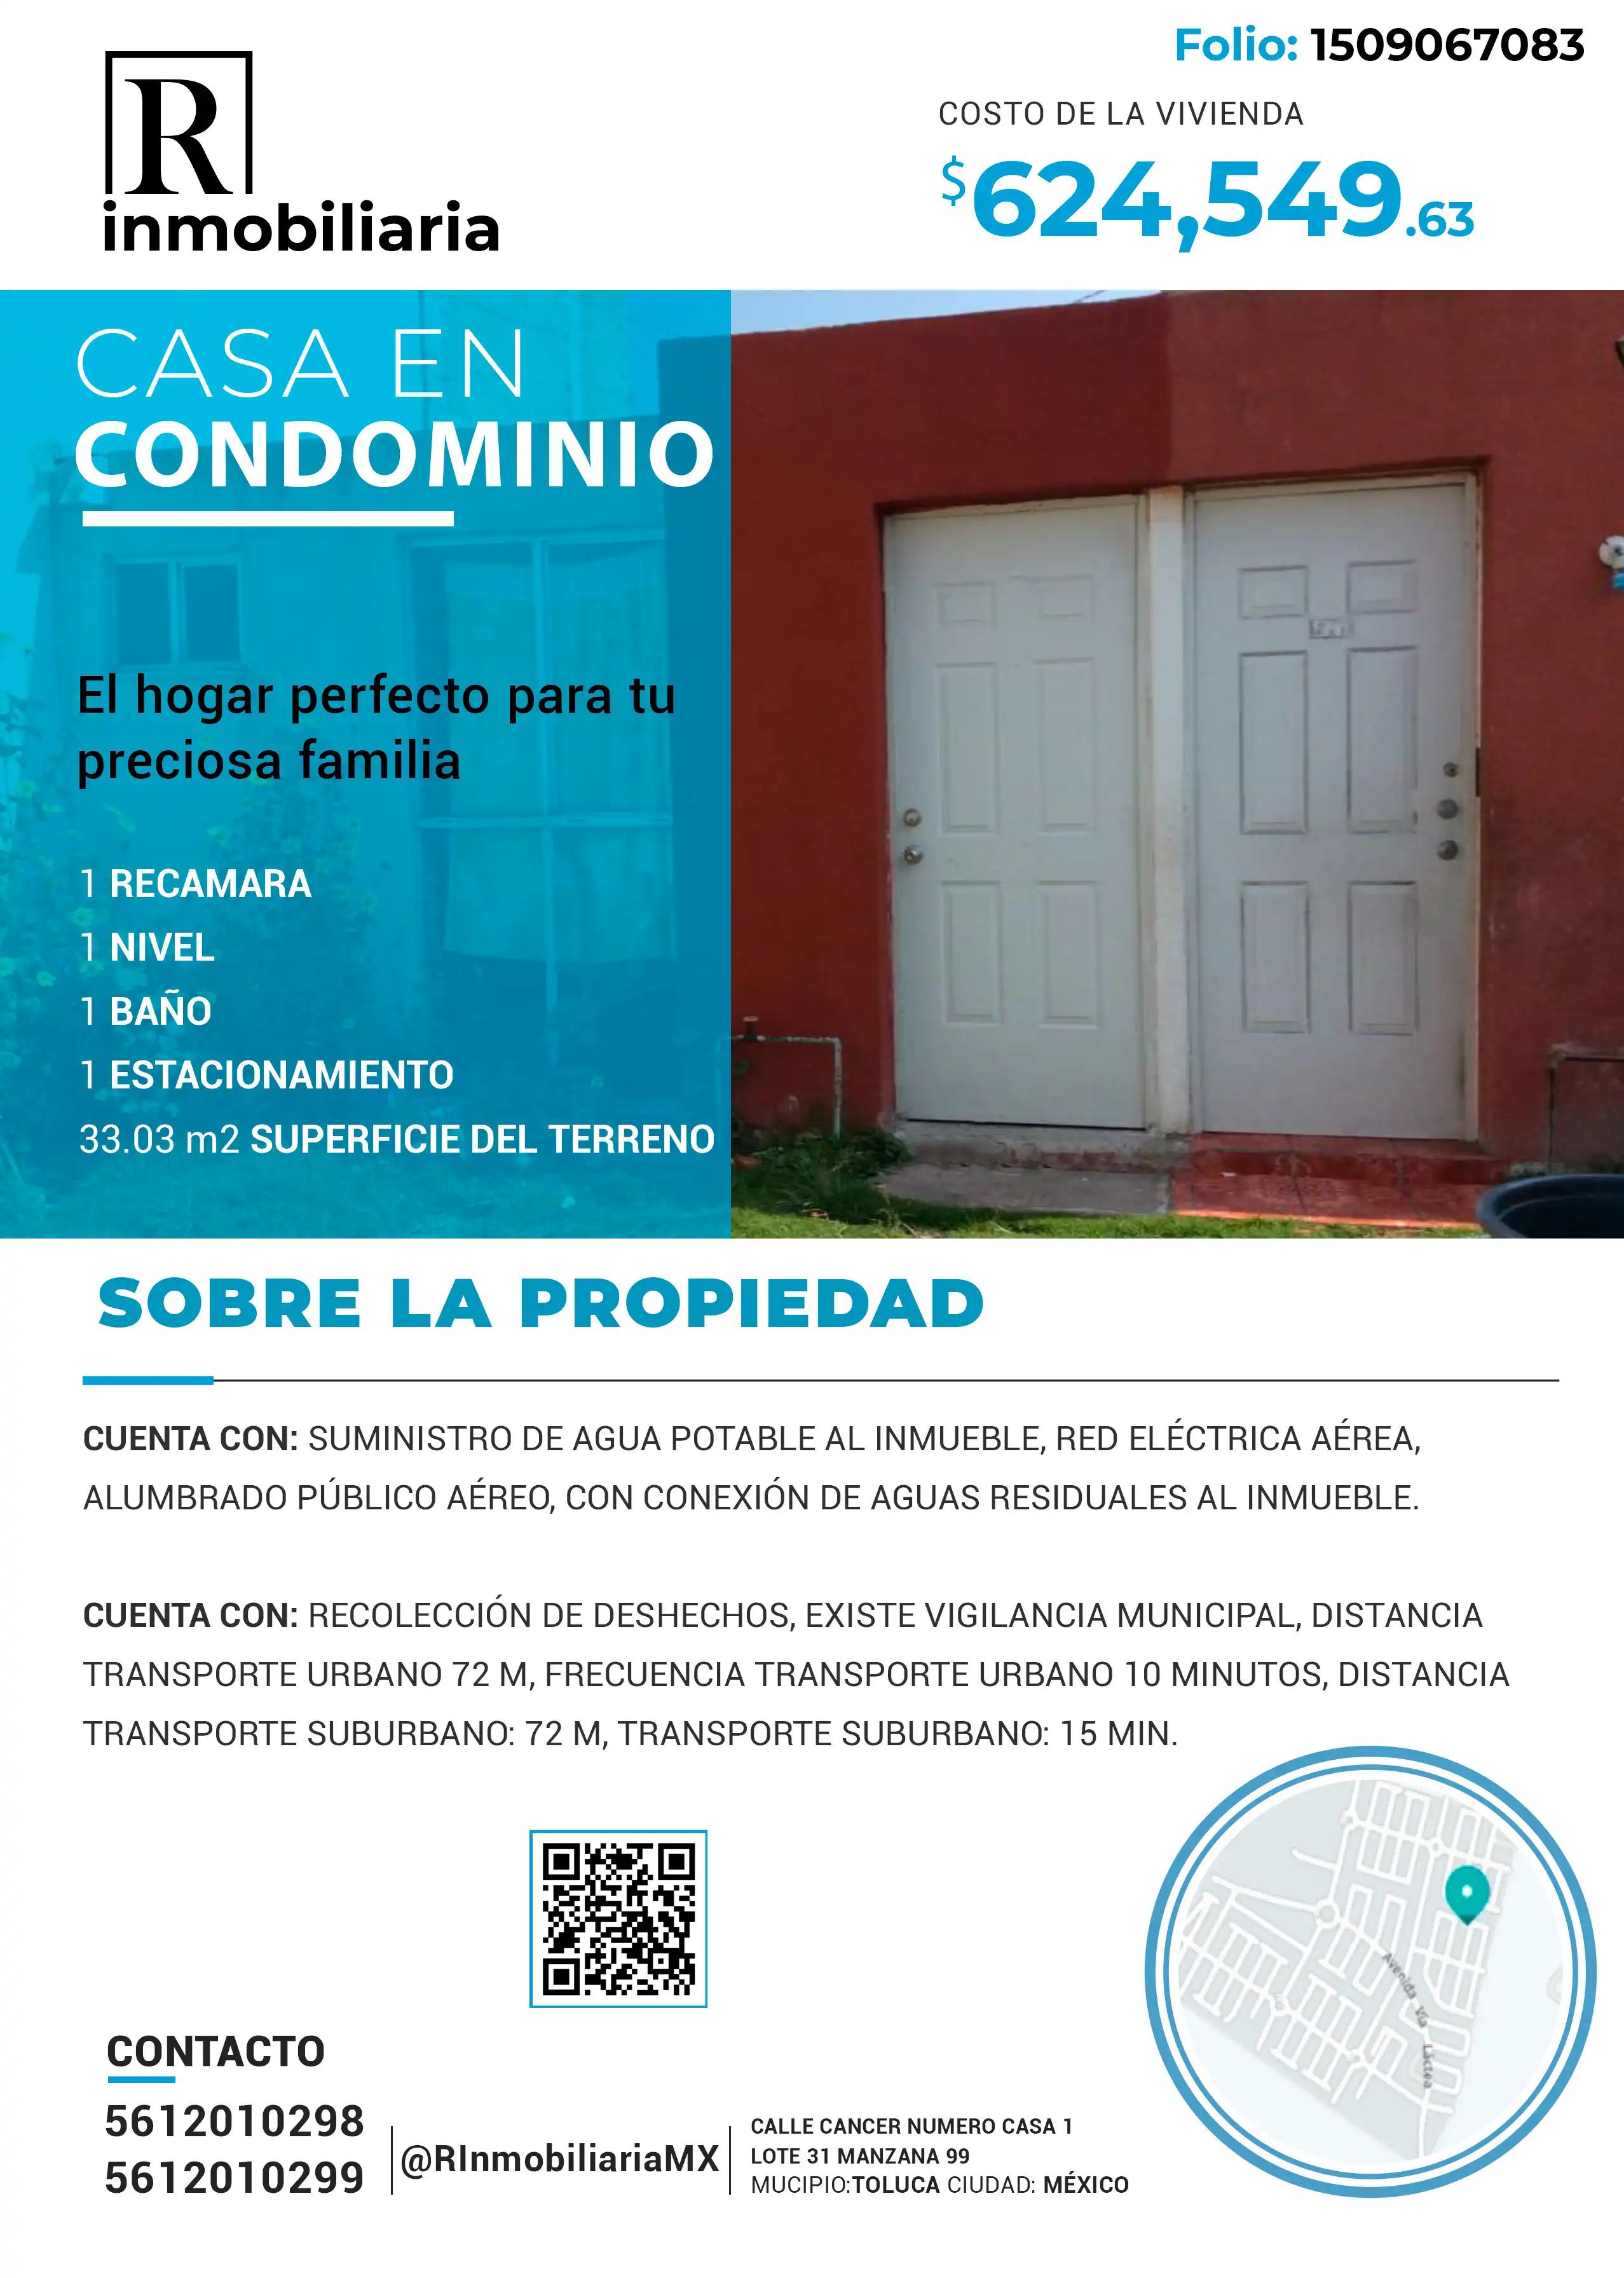 Folio: 1509067083
R
inmobiliaria
COSTO DE LA VIVIENDA
$624,549.63
CASA EN
CONDOMINIO
El hogar perfecto para tu
preciosa familia
1 RECAMARA
1 NIVEL
1 BAÑO
1 ESTACIONAMIENTO
33.03 m2 SUPERFICIE DEL TERRENO
SOBRE LA PROPIEDAD
CUENTA CON: SUMINISTRO DE AGUA POTABLE AL INMUEBLE, RED ELÉCTRICA AÉREA,
ALUMBRADO PÚBLICO AÉREO, CON CONEXIÓN DE AGUAS RESIDUALES AL INMUEBLE.
CUENTA CON: RECOLECCIÓN DE DESHECHOS, EXISTE VIGILANCIA MUNICIPAL, DISTANCIA
TRANSPORTE URBANO 72 M, FRECUENCIA TRANSPORTE URBANO 10 MINUTOS, DISTANCIA
TRANSPORTE SUBURBANO: 72 M, TRANSPORTE SUBURBANO: 15 MIN.
Avenida Vía Láctea
CONTACTO
5612010298
5612010299
@RInmobiliariaMX
CALLE CANCER NUMERO CASA 1
LOTE 31 MANZANA 99
MUCIPIO:TOLUCA CIUDAD: MÉXICO